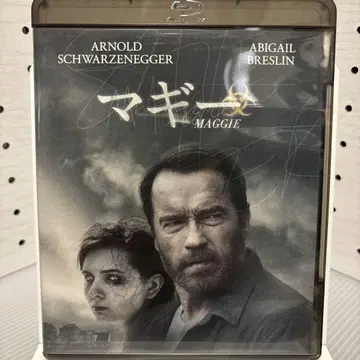 ARNOLD
SCHWARZENEGGER
ABIGAIL
BRESLIN
マギー
MAGGIE